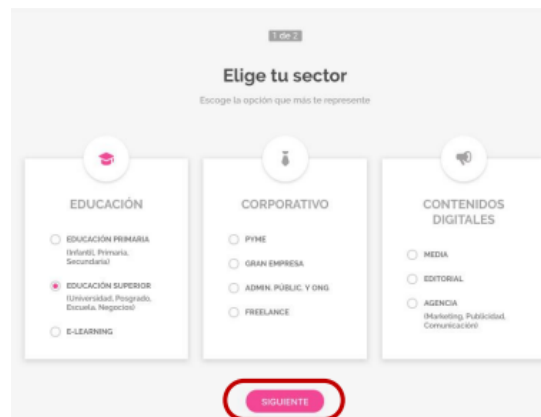 1 de 2
Elige tu sector
Escoge la opción que más te represente
EDUCACIÓN
EDUCACIÓN PRIMARIA
(Infantil, Primaria,
Secundaria)
EDUCACIÓN SUPERIOR
(Universidad, Posgrado,
Escuela, Negocios)
E-LEARNING
CORPORATIVO
PYME
GRAN EMPRESA
ADMIN. PÚBLIC. Y ONG
FREELANCE
CONTENIDOS
DIGITALES
MEDIA
EDITORIAL
AGENCIA
(Marketing, Publicidad,
Comunicación)
SIGUIENTE